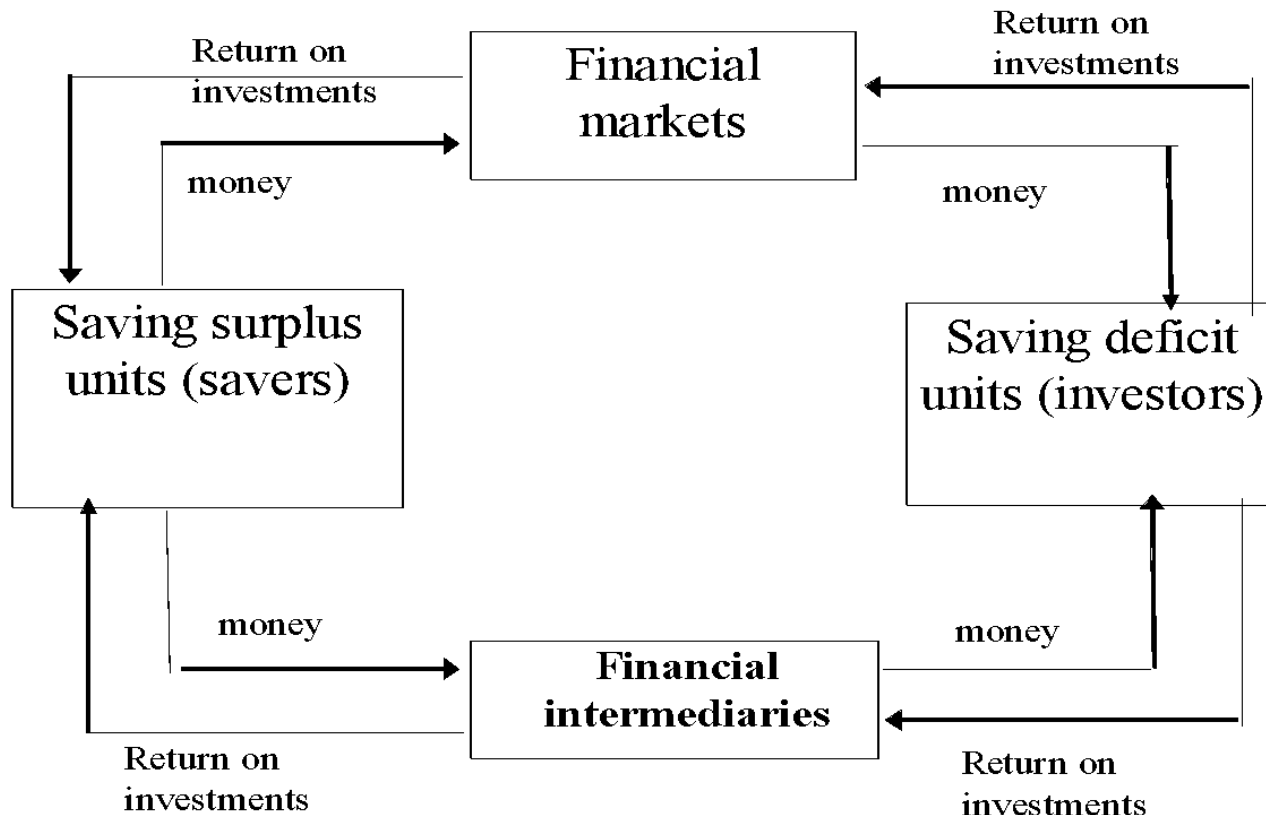 Return on
investments
Financial
markets
Return on
investments
money
money
Saving surplus
units (savers)
Saving deficit
units (investors)
money
money
Financial
intermediaries
Return on
investments
Return on
investments